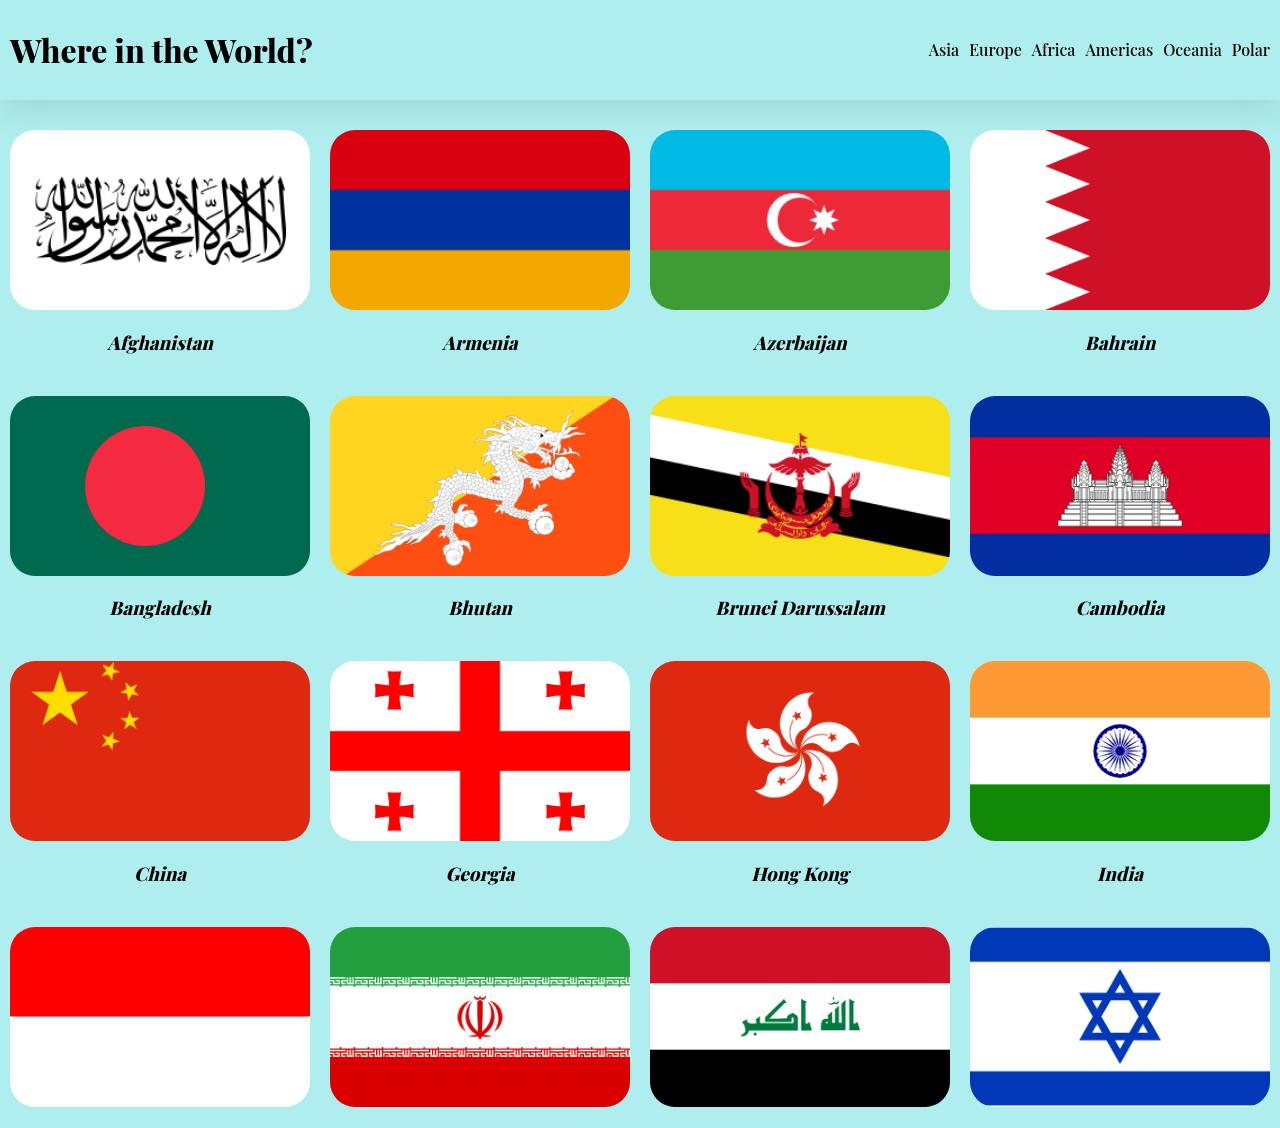 Where in the World?
Asia Europe Africa Americas Oceania Polar
لا إله إلا الله محمد رسول الله
Afghanistan
Armenia
Azerbaijan
Bahrain
Bangladesh
Bhutan
Brunei Darussalam
Cambodia
China
Georgia
Hong Kong
India
الله اكبر